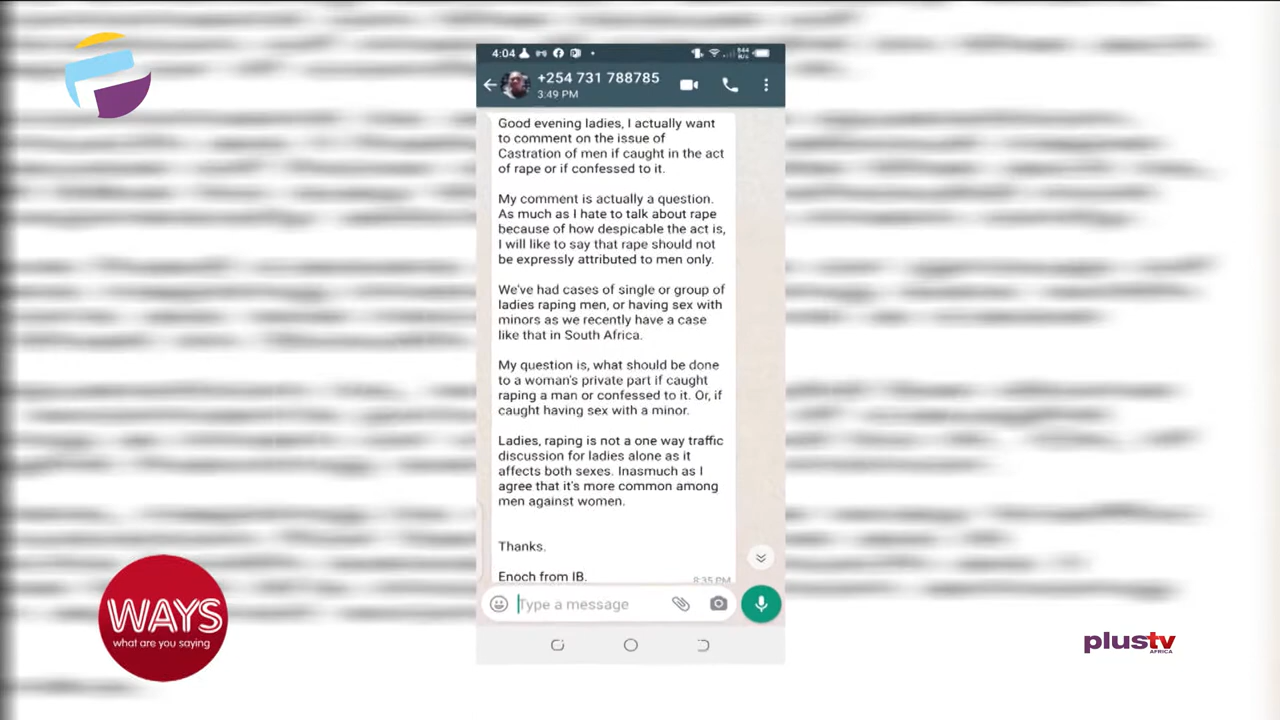 4:04
544
B/s
+254 731 788785
3:49 PM
Good evening ladies, I actually want
to comment on the issue of
Castration of men if caught in the act
of rape or if confessed to it.
My comment is actually a question.
As much as I hate to talk about rape
because of how despicable the act is,
I will like to say that rape should not
be expressly attributed to men only.
We've had cases of single or group of
ladies raping men, or having sex with
minors as we recently have a case
like that in South Africa.
My question is, what should be done
to a woman's private part if caught
raping a man or confessed to it. Or, if
caught having sex with a minor.
Ladies, raping is not a one way traffic
discussion for ladies alone as it
affects both sexes. Inasmuch as I
agree that it's more common among
men against women.
Thanks.
Enoch from IB.
8:35 PM
Type a message
WAYS
what are you saying
plustv
AFRICA